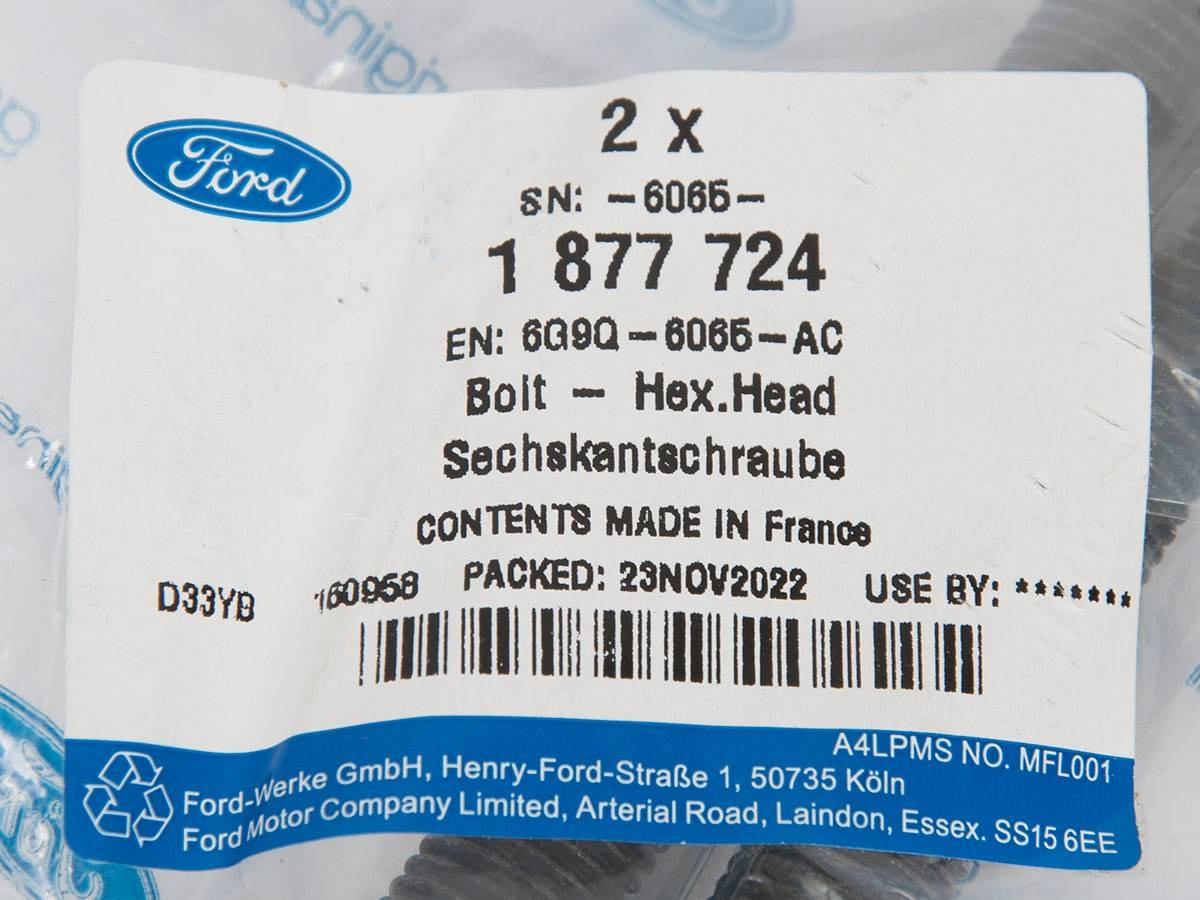 Ford
2 x
SN: -6065-
1 877 724
EN: 6G9Q-6065-AC
Bolt - Hex.Head
Sechskantschraube
CONTENTS MADE IN France
D33YB 160958 PACKED: 23NOV2022 USE BY: *******
A4LPMS NO. MFL001
Ford-Werke GmbH, Henry-Ford-Straße 1, 50735 Köln
Ford Motor Company Limited, Arterial Road, Laindon, Essex. SS15 6EE